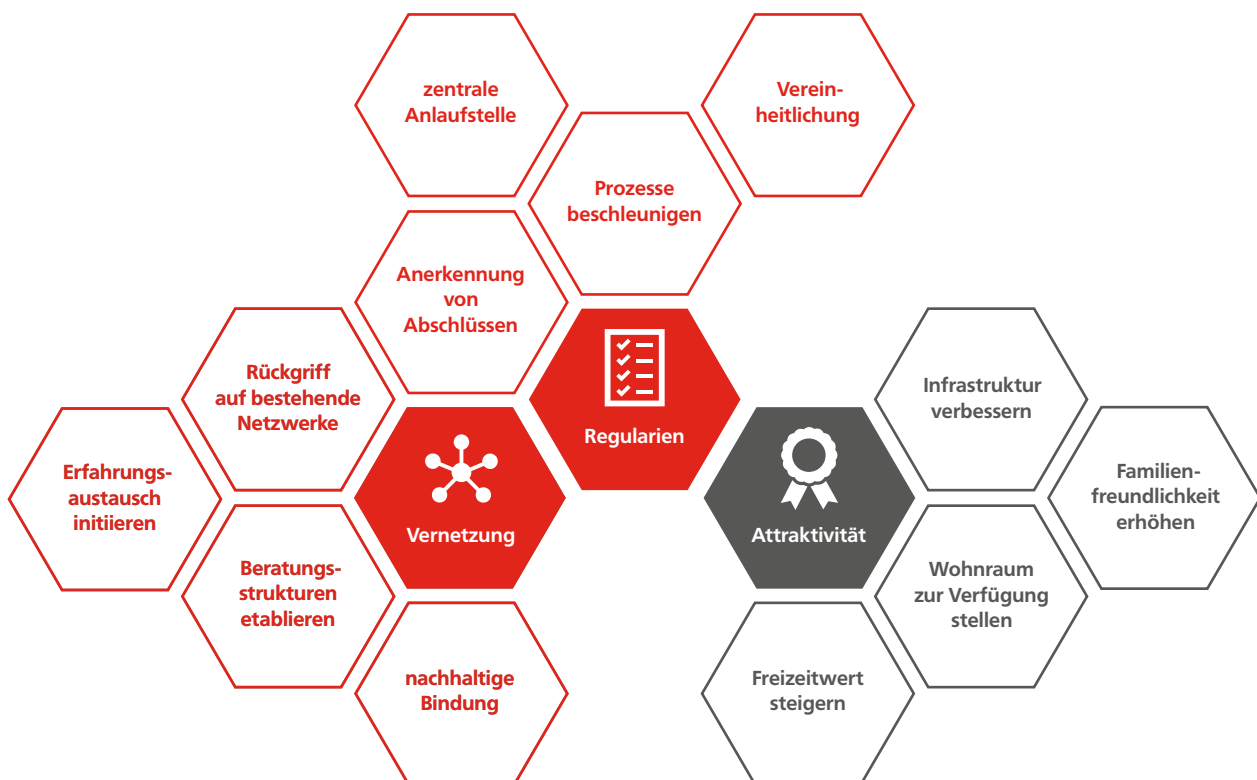 zentrale
Anlaufstelle
Verein-
heitlichung
Prozesse
beschleunigen
Anerkennung
von
Abschlüssen
Regularien
Rückgriff
auf bestehende
Netzwerke
Erfahrungs-
austausch
initiieren
Vernetzung
Beratungs-
strukturen
etablieren
nachhaltige
Bindung
Attraktivität
Infrastruktur
verbessern
Familien-
freundlichkeit
erhöhen
Wohnraum
zur Verfügung
stellen
Freizeitwert
steigern